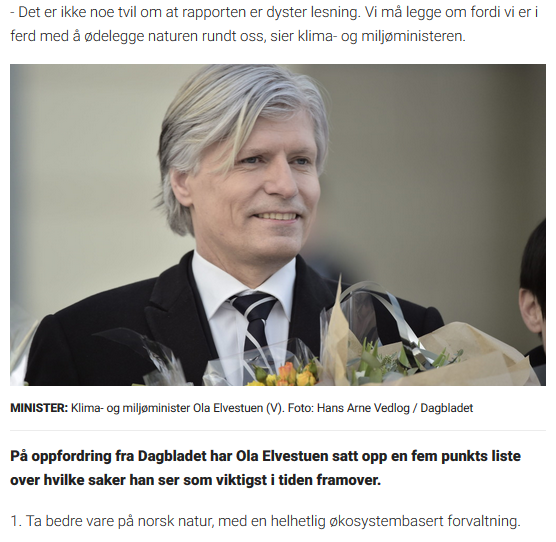 - Det er ikke noe tvil om at rapporten er dyster lesning. Vi må legge om fordi vi er i
ferd med å ødelegge naturen rundt oss, sier klima- og miljøministeren.
MINISTER: Klima- og miljøminister Ola Elvestuen (V). Foto: Hans Arne Vedlog / Dagbladet
På oppfordring fra Dagbladet har Ola Elvestuen satt opp en fem punkts liste
over hvilke saker han ser som viktigst i tiden framover.
1. Ta bedre vare på norsk natur, med en helhetlig økosystembasert forvaltning.